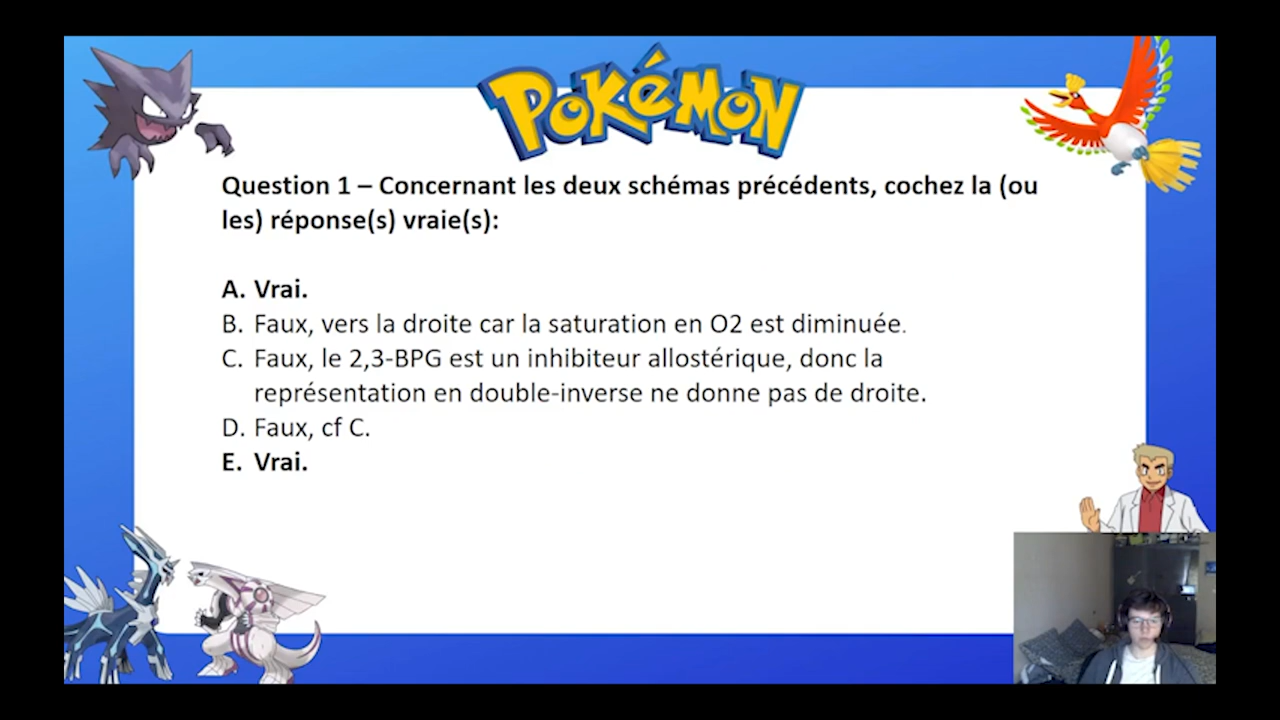 POKéMON
Question 1 – Concernant les deux schémas précédents, cochez la (ou
les) réponse(s) vraie(s):
A. Vrai.
B. Faux, vers la droite car la saturation en O2 est diminuée.
C. Faux, le 2,3-BPG est un inhibiteur allostérique, donc la
représentation en double-inverse ne donne pas de droite.
D. Faux, cf C.
E. Vrai.